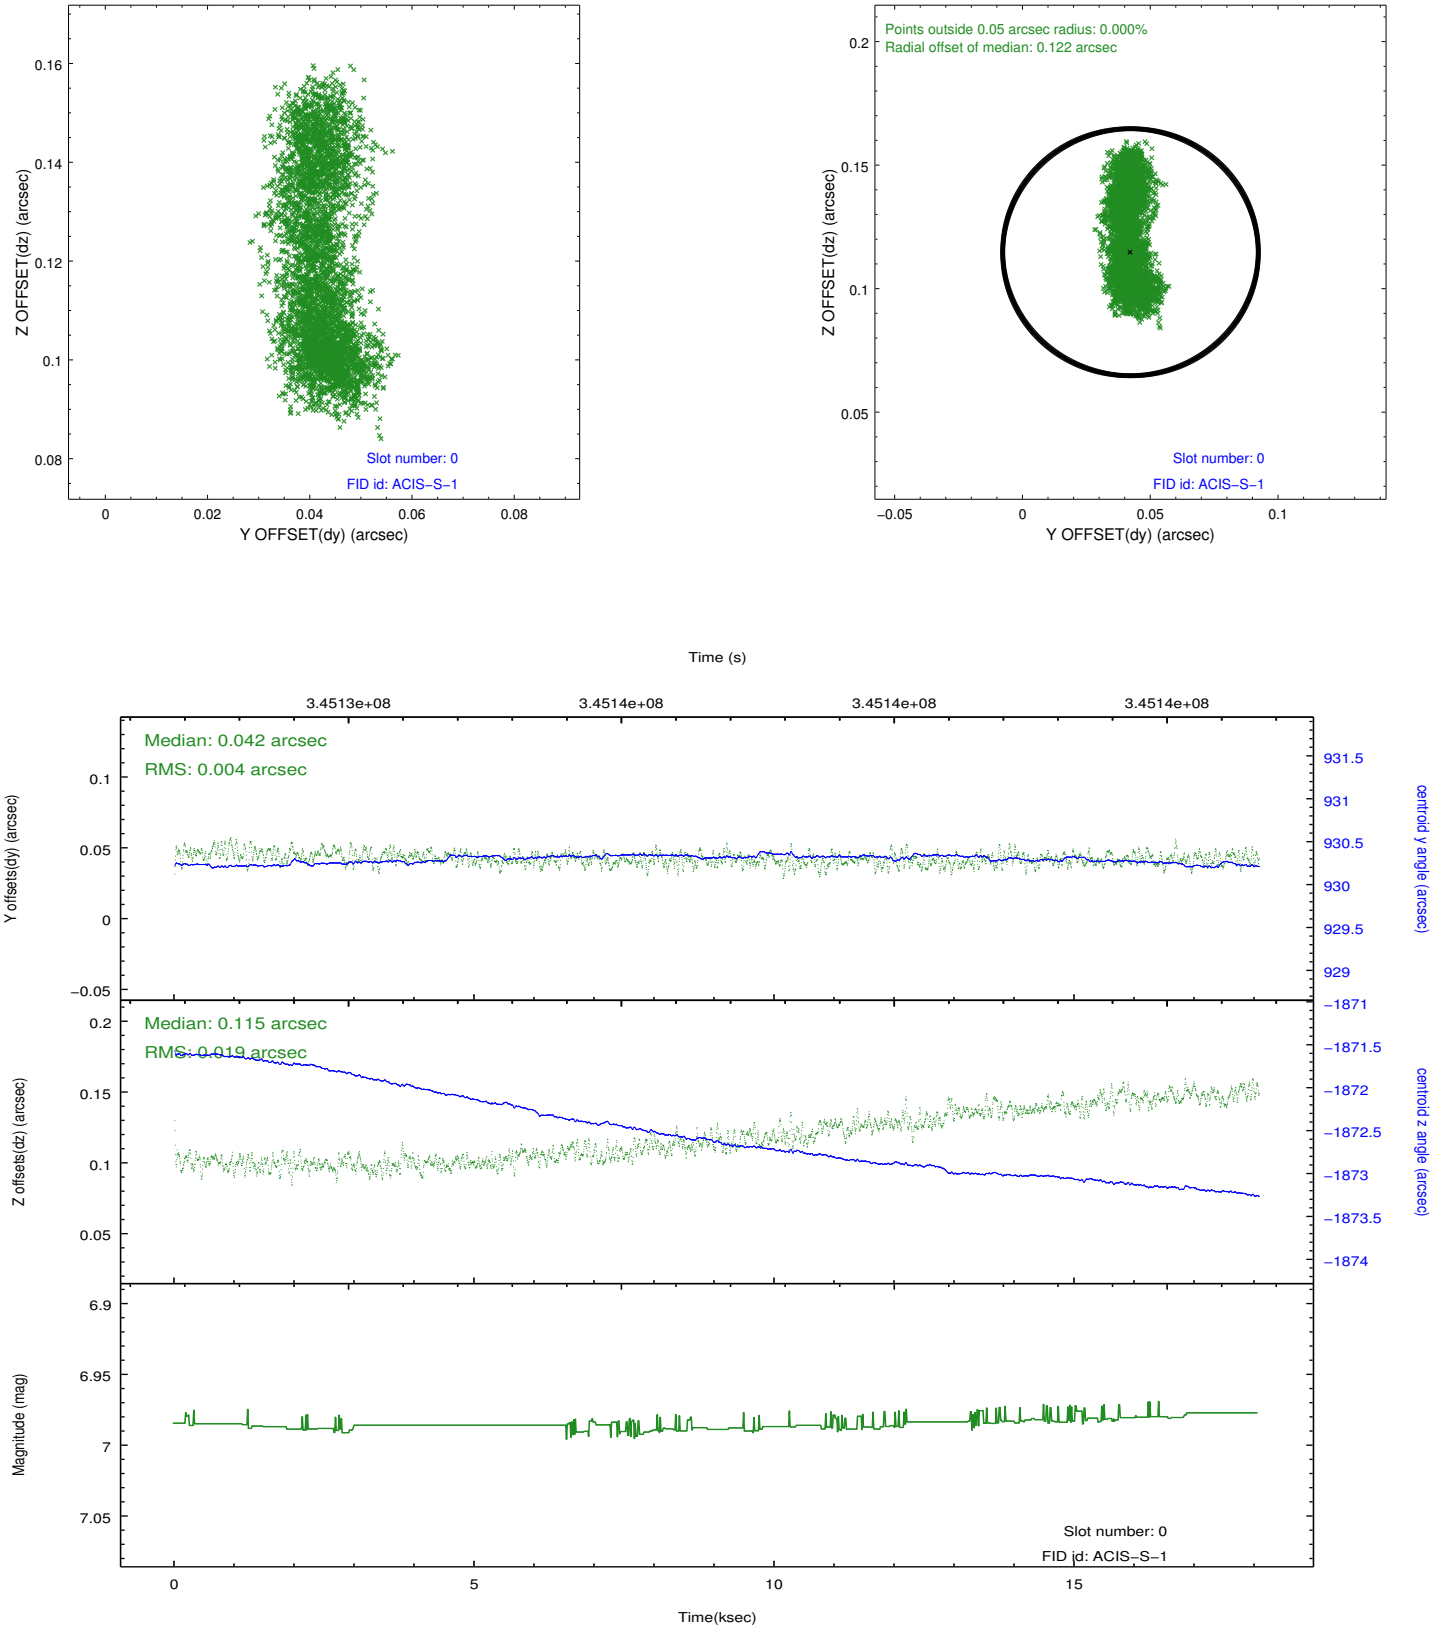 0.16
0.14
0.12
0.1
0.08
Z OFFSET(dz) (arcsec)
Slot number: 0
FID id: ACIS−S−1
0
0.02
0.04
0.06
0.08
Y OFFSET(dy) (arcsec)
Points outside 0.05 arcsec radius: 0.000%
Radial offset of median: 0.122 arcsec
0.2
0.15
0.1
0.05
Z OFFSET(dz) (arcsec)
Slot number: 0
FID id: ACIS−S−1
−0.05
0
0.05
0.1
Y OFFSET(dy) (arcsec)
Time (s)
3.4513e+08
3.4514e+08
3.4514e+08
3.4514e+08
Median: 0.042 arcsec
RMS: 0.004 arcsec
0.1
0.05
0
−0.05
Y offsets(dy) (arcsec)
931.5
931
930.5
930
929.5
929
centroid y angle (arcsec)
Median: 0.115 arcsec
RMS: 0.019 arcsec
0.2
0.15
0.1
0.05
Z offsets(dz) (arcsec)
−1871
−1871.5
−1872
−1872.5
−1873
−1873.5
−1874
centroid z angle (arcsec)
6.9
6.95
7
7.05
Magnitude (mag)
Slot number: 0
FID id: ACIS−S−1
0
5
10
15
Time(ksec)